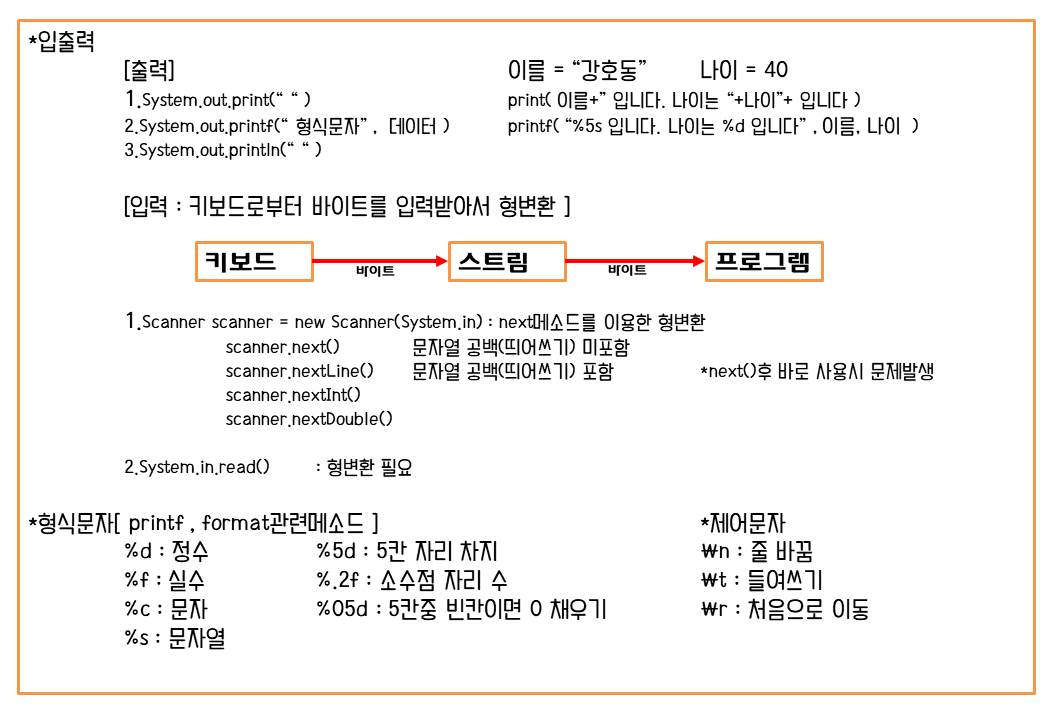 *입출력
[출력] 이름 = “강호동” 나이 = 40
1.System.out.print(“ “ ) print( 이름+” 입니다. 나이는 “+나이”+ 입니다 )
2.System.out.printf(“ 형식문자” , 데이터 ) printf( “%5s 입니다. 나이는 %d 입니다” , 이름, 나이 )
3.System.out.println(“ “ )
[입력 : 키보드로부터 바이트를 입력받아서 형변환 ]
키보드 바이트 스트림 바이트 프로그램
1.Scanner scanner = new Scanner(System.in) : next메소드를 이용한 형변환
scanner.next() 문자열 공백(띄어쓰기) 미포함
scanner.nextLine() 문자열 공백(띄어쓰기) 포함 *next()후 바로 사용시 문제발생
scanner.nextInt()
scanner.nextDouble()
2.System.in.read() : 형변환 필요
*형식문자[ printf , format관련메소드 ] *제어문자
%d : 정수 %5d : 5칸 자리 차지 ₩n : 줄 바꿈
%f : 실수 %.2f : 소수점 자리 수 ₩t : 들여쓰기
%c : 문자 %05d : 5칸중 빈칸이면 0 채우기 ₩r : 처음으로 이동
%s : 문자열